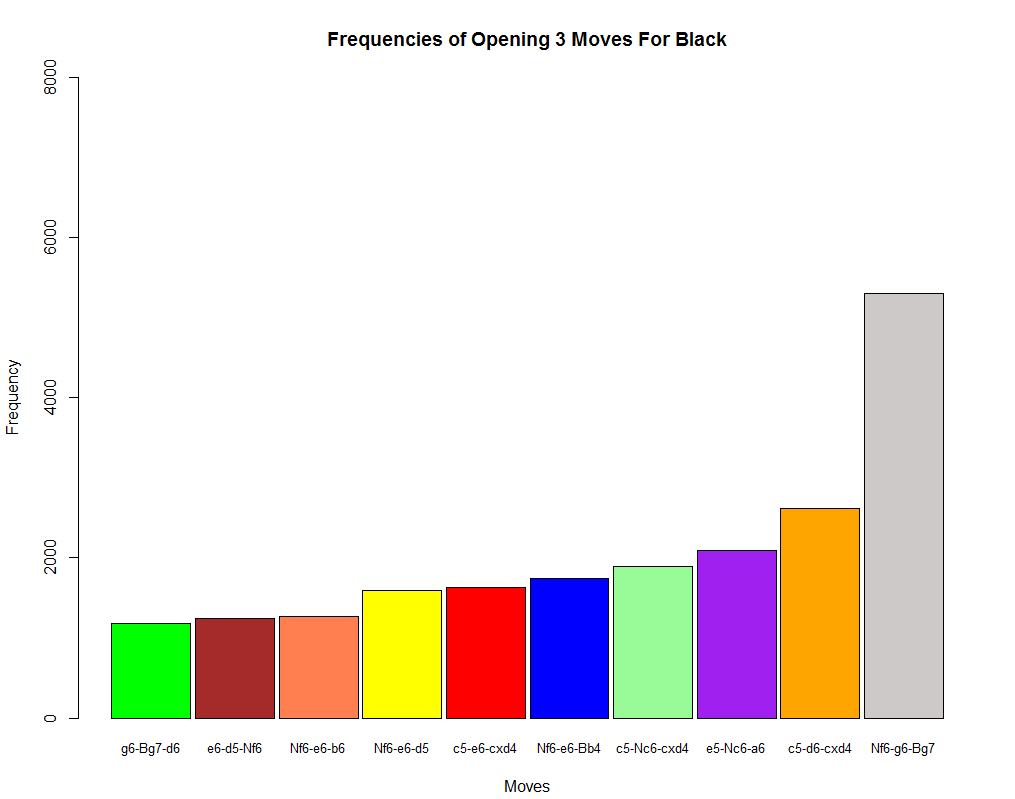 Frequencies of Opening 3 Moves For Black
8000
6000
4000
2000
0
Frequency
g6-Bg7-d6
e6-d5-Nf6
Nf6-e6-b6
Nf6-e6-d5
c5-e6-cxd4
Nf6-e6-Bb4
c5-Nc6-cxd4
e5-Nc6-a6
c5-d6-cxd4
Nf6-g6-Bg7
Moves